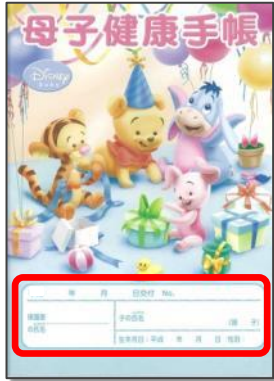 母子健康手帳
Disney
baby
年 月 日交付 No.
保護者
の氏名
子の氏名
(第 子)
生年月日：平成 年 月 日 性別：